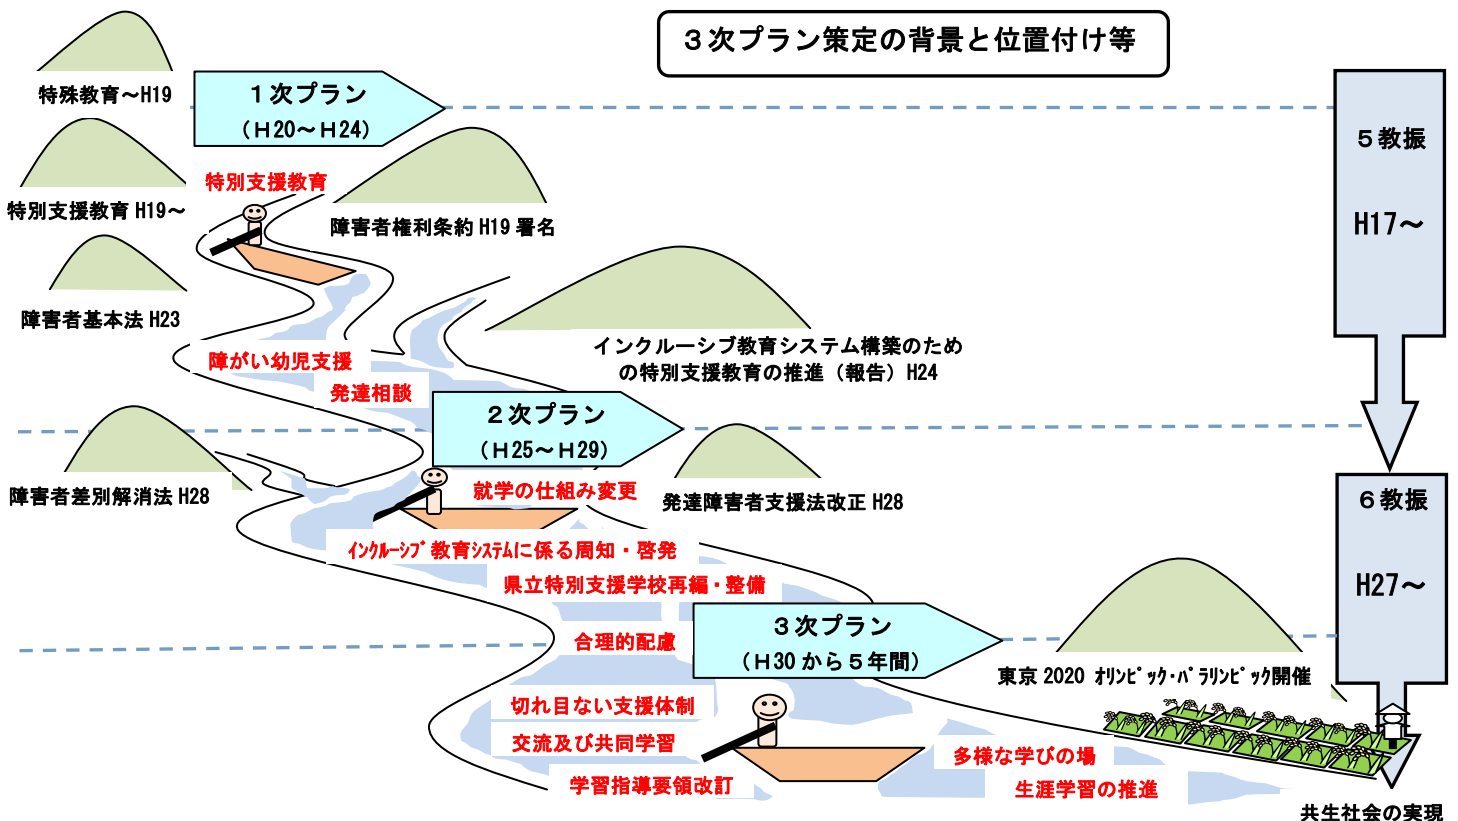 ３次プラン策定の背景と位置付け等
特殊教育～H19
１次プラン
（Ｈ20～Ｈ24）
５教振
H17～
特別支援教育
特別支援教育 H19～
障害者権利条約 H19 署名
障害者基本法 H23
インクルーシブ教育システム構築のため
の特別支援教育の推進（報告）H24
障がい幼児支援
発達相談
２次プラン
（Ｈ25～Ｈ29）
障害者差別解消法 H28
就学の仕組み変更
発達障害者支援法改正 H28
６教振
H27～
ｲﾝｸﾙｰｼﾌﾞ教育ｼｽﾃﾑに係る周知・啓発
県立特別支援学校再編・整備
合理的配慮
３次プラン
（Ｈ30 から５年間）
東京 2020 ｵﾘﾝﾋﾟｯｸ・ﾊﾟﾗﾘﾝﾋﾟｯｸ開催
切れ目ない支援体制
交流及び共同学習
学習指導要領改訂
多様な学びの場
生涯学習の推進
共生社会の実現